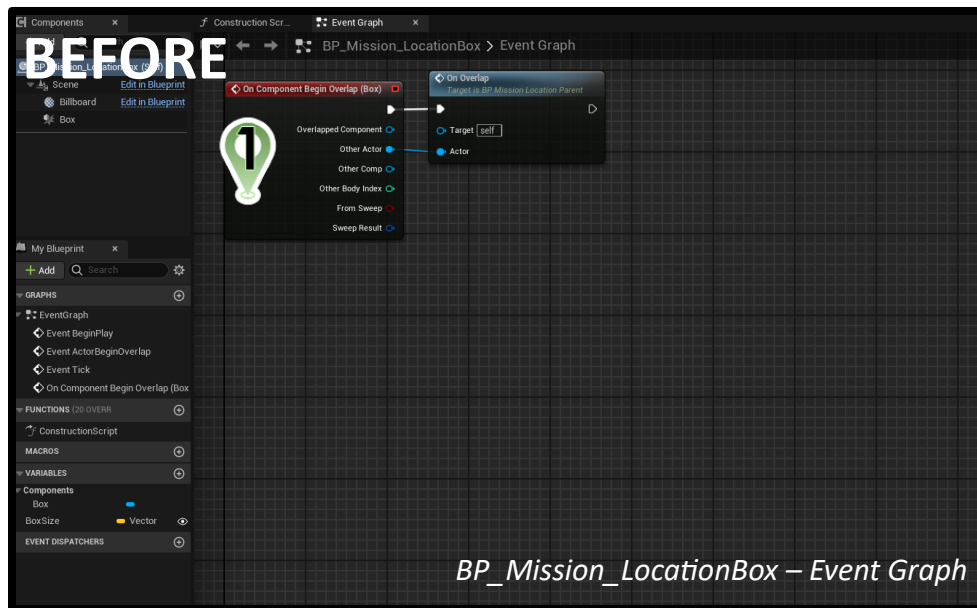 Components
Construction Scr...
Event Graph
BEFORE
BP_Mission_LocationBox > Event Graph
BP_Mission_LocationBox (Self)
Scene Edit in Blueprint
Billboard Edit in Blueprint
Box
On Component Begin Overlap (Box)
Overlapped Component
Other Actor
Other Comp
Other Body Index
From Sweep
Sweep Result
1
On Overlap
Target is BP Mission Location Parent
Target self
Actor
My Blueprint
+ Add Search
GRAPHS
EventGraph
Event BeginPlay
Event ActorBeginOverlap
Event Tick
On Component Begin Overlap (Box
FUNCTIONS (20 OVERR
ConstructionScript
MACROS
VARIABLES
Components
Box
BoxSize Vector
EVENT DISPATCHERS
BP_Mission_LocationBox – Event Graph